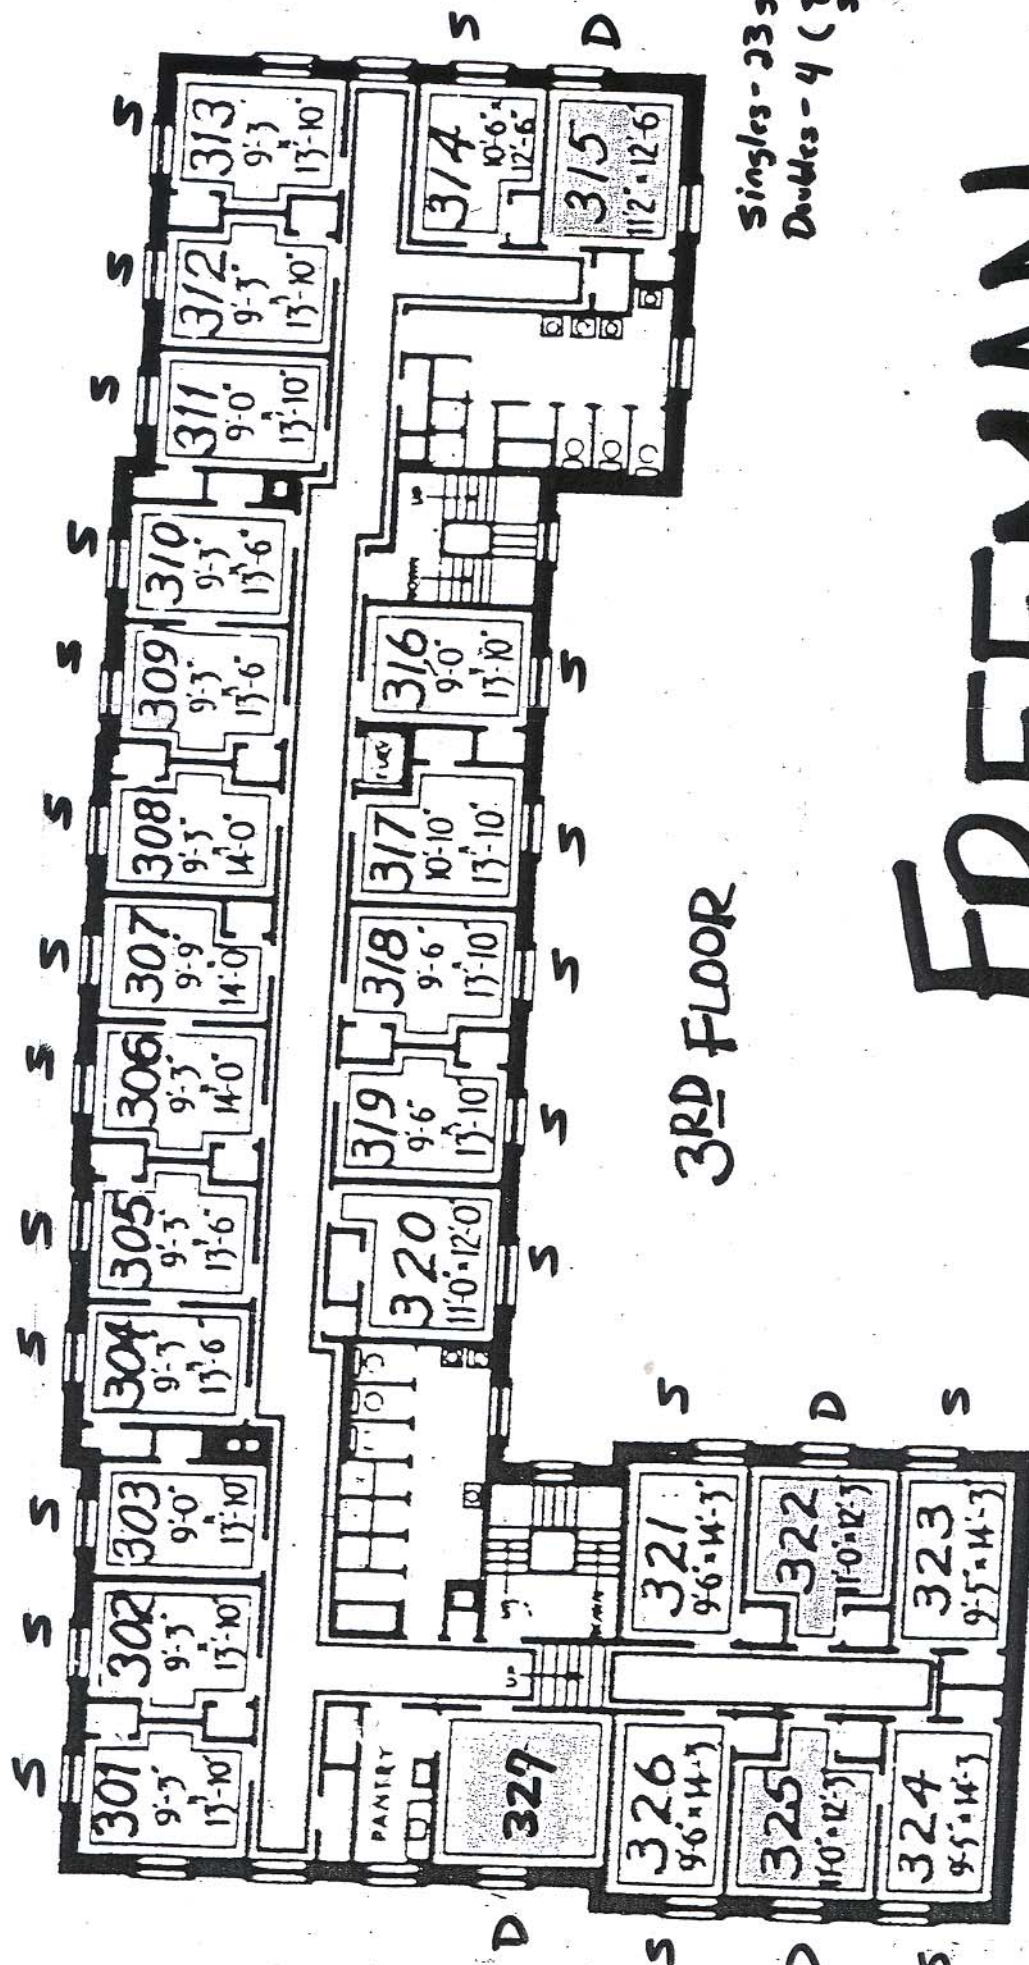 S
301
9'-3"
x
13'-10"
S
302
9'-3"
x
13'-10"
S
303
9'-0"
x
13'-10"
S
304
9'-3"
x
13'-6"
S
305
9'-3"
x
13'-6"
S
306
9'-3"
x
14'-0"
S
307
9'-9"
x
14'-0"
S
308
9'-3"
x
14'-0"
S
309
9'-3"
x
13'-6"
S
310
9'-3"
x
13'-6"
S
311
9'-0"
x
13'-10"
S
312
9'-3"
x
13'-10"
S
313
9'-3"
x
13'-10"
S
314
10'-6" x
12'-6"
D
315
11'2" x 12'-6"
UP
DOWN
316
9'-0"
x
13'-10"
S
317
10'-10"
x
13'-10"
S
318
9'-6"
x
13'-10"
S
319
9'-6"
x
13'-10"
S
320
11'-0" x 12'-0"
S
UP
PANTRY
327
D
321
9'-6" x 14'-3"
S
322
11'-0" x 12'-3"
D
323
9'-5" x 14'-3
S
326
9'-6" x 14'-3
S
325
11'-0" x 12'-3"
D
324
9'-5" x 14'-3
S
3RD FLOOR
Singles - 23
Doubles - 4 (